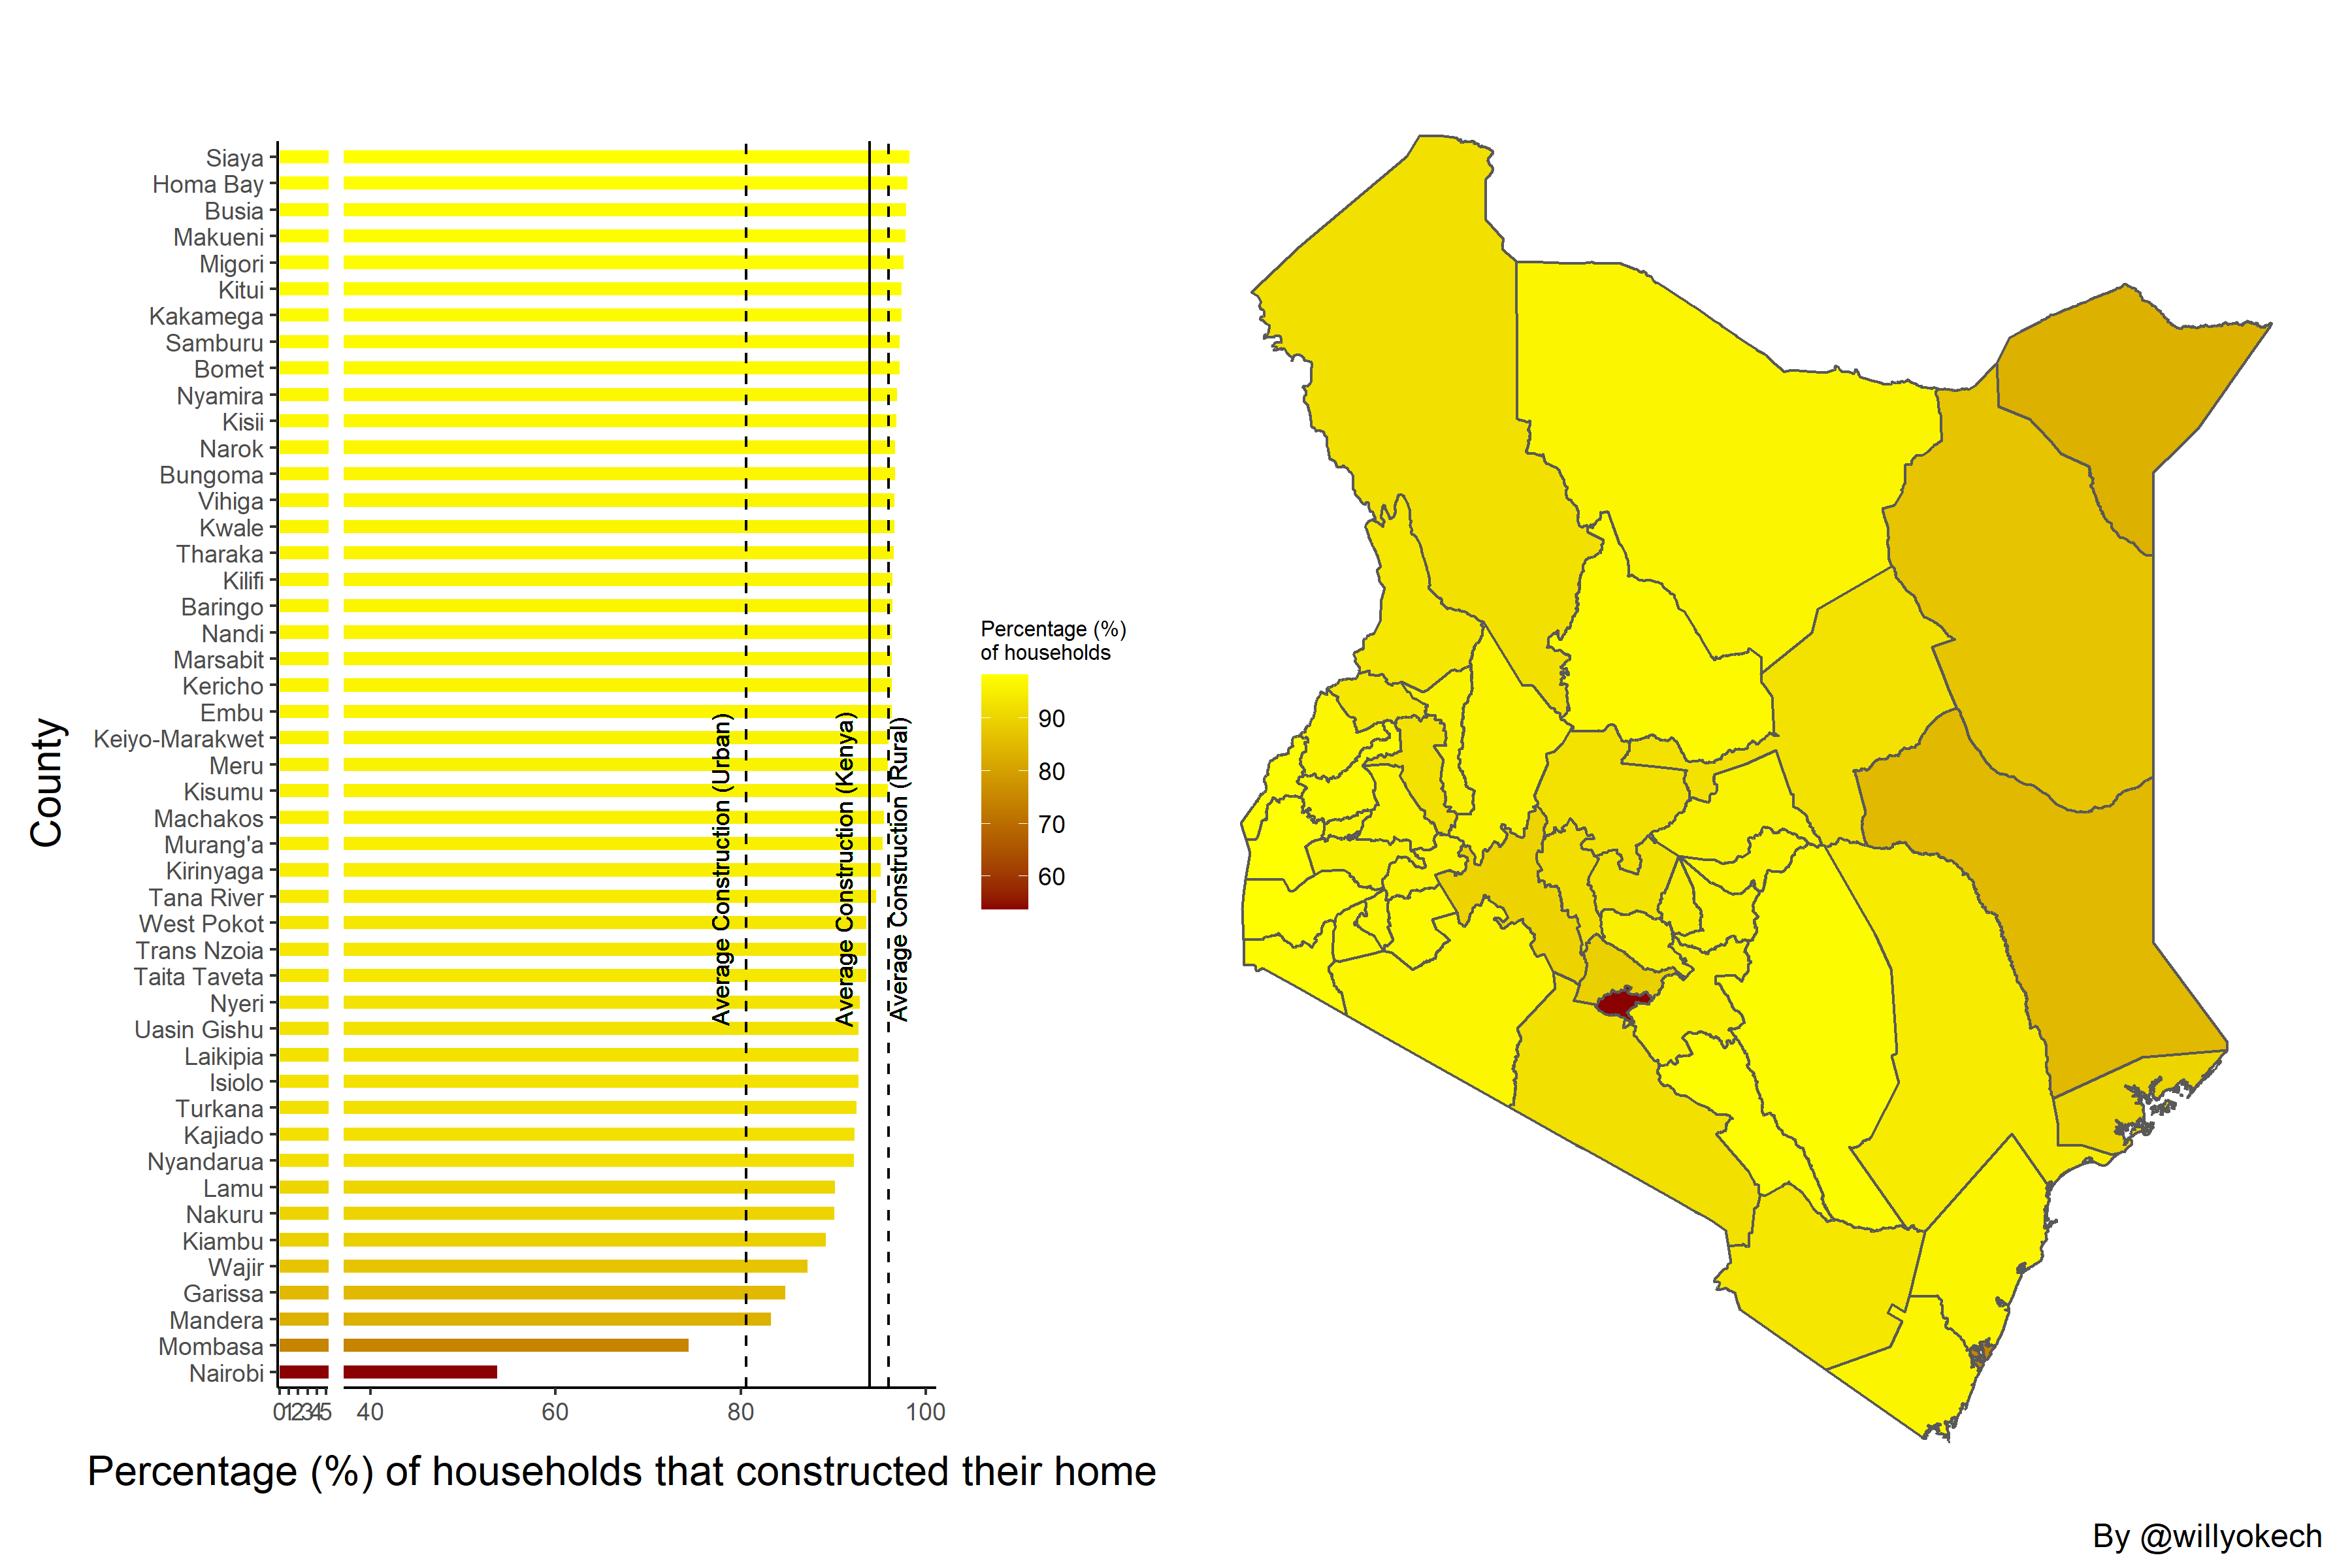 County
Siaya
Homa Bay
Busia
Makueni
Migori
Kitui
Kakamega
Samburu
Bomet
Nyamira
Kisii
Narok
Bungoma
Vihiga
Kwale
Tharaka
Kilifi
Baringo
Nandi
Marsabit
Kericho
Embu
Keiyo-Marakwet
Meru
Kisumu
Machakos
Murang'a
Kirinyaga
Tana River
West Pokot
Trans Nzoia
Taita Taveta
Nyeri
Uasin Gishu
Laikipia
Isiolo
Turkana
Kajiado
Nyandarua
Lamu
Nakuru
Kiambu
Wajir
Garissa
Mandera
Mombasa
Nairobi
Average Construction (Urban)
Average Construction (Kenya)
Average Construction (Rural)
0 1 2 3 4 5 40 60 80 100
Percentage (%) of households that constructed their home
Percentage (%)
of households
90
80
70
60
By @willyokech